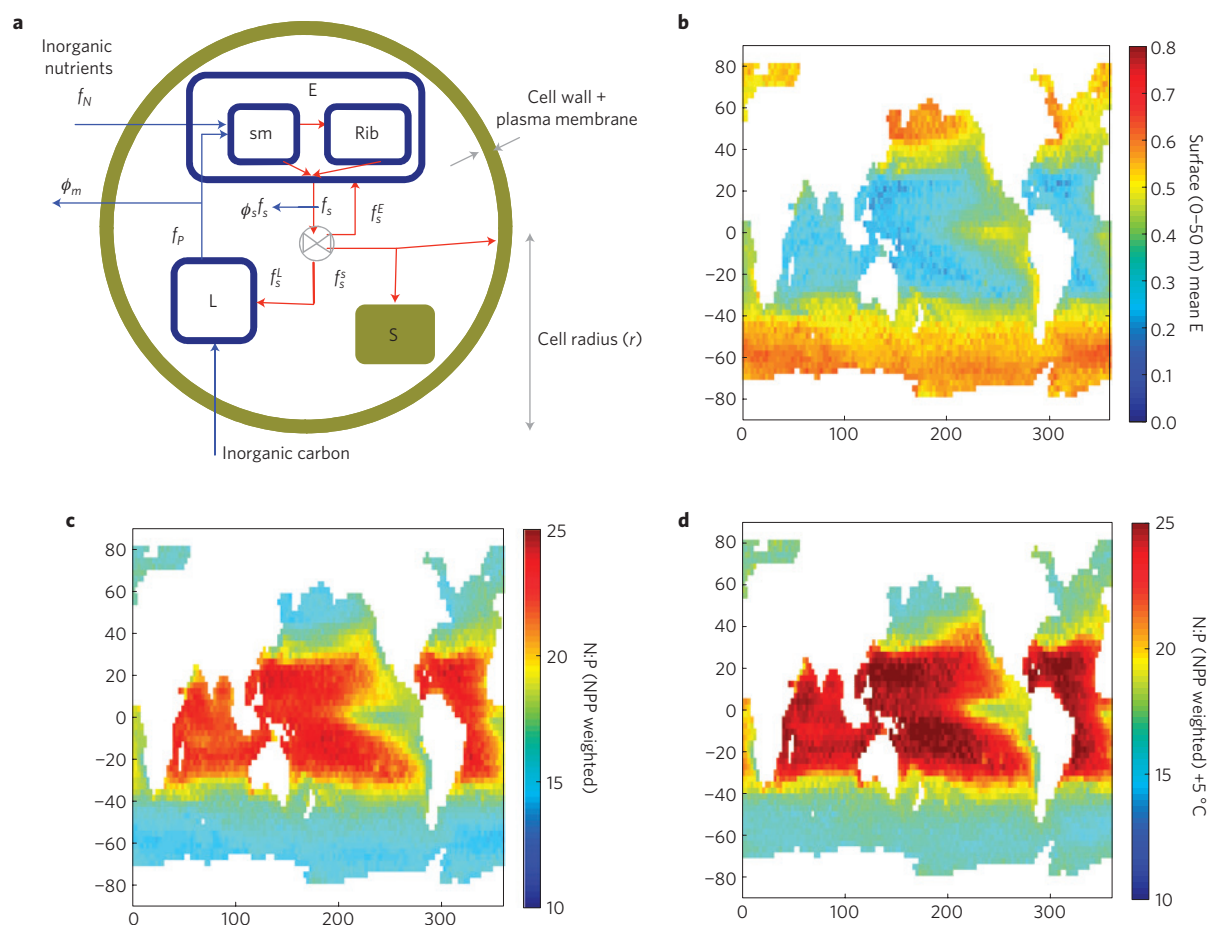 a
Inorganic
nutrients
f_N
E
sm
Rib
Cell wall +
plasma membrane
ϕ_m
ϕ_s f_s
f_s
f_s^E
f_P
f_s^L
f_s^s
L
S
Cell radius (r)
Inorganic carbon
b
80
60
40
20
0
−20
−40
−60
−80
0
100
200
300
0.8
0.7
0.6
0.5
0.4
0.3
0.2
0.1
0.0
Surface (0–50 m) mean E
c
80
60
40
20
0
−20
−40
−60
−80
0
100
200
300
25
20
15
10
N:P (NPP weighted)
d
80
60
40
20
0
−20
−40
−60
−80
0
100
200
300
25
20
15
10
N:P (NPP weighted) +5 °C